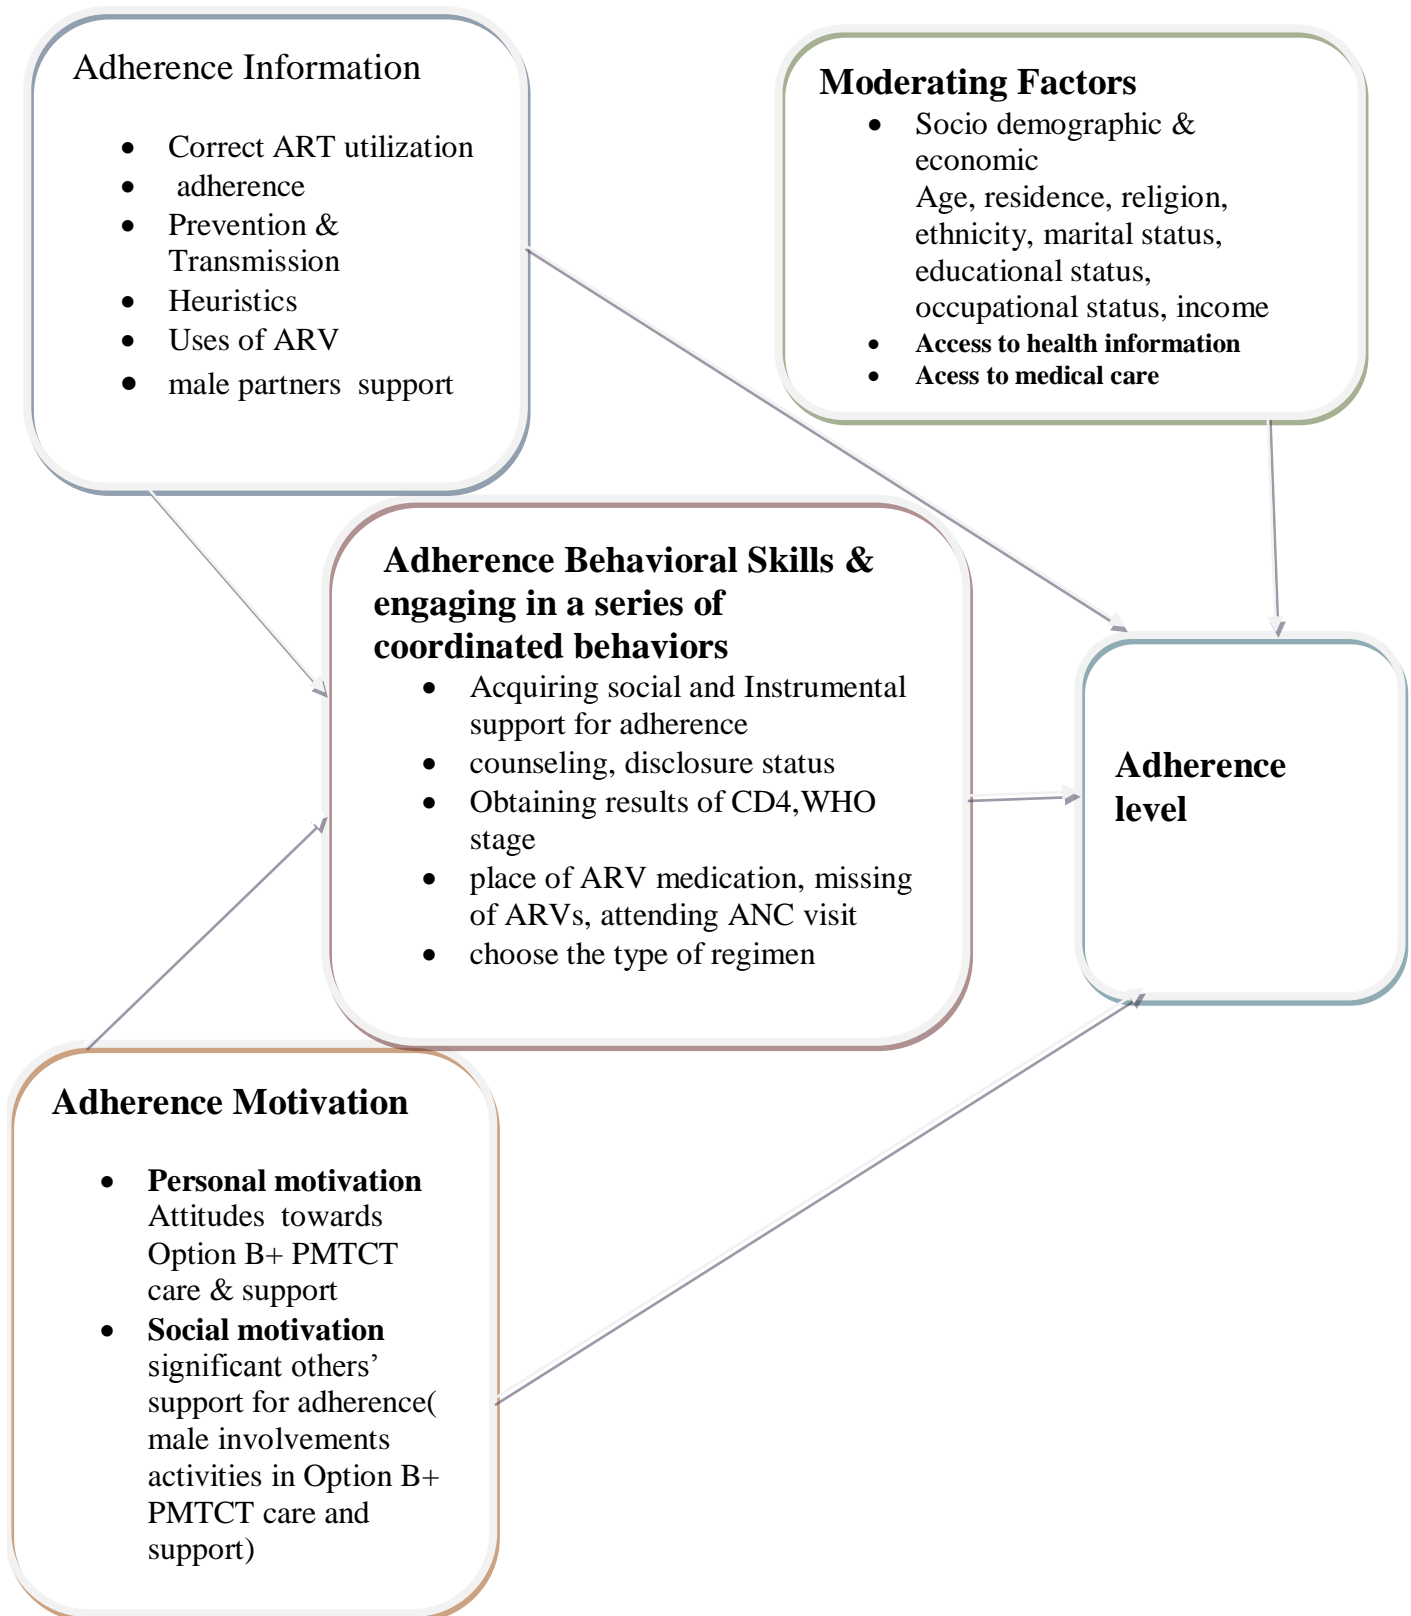 Adherence Information
• Correct ART utilization
• adherence
• Prevention &
Transmission
• Heuristics
• Uses of ARV
• male partners support
Moderating Factors
• Socio demographic &
economic
Age, residence, religion,
ethnicity, marital status,
educational status,
occupational status, income
• Access to health information
• Acess to medical care
Adherence Behavioral Skills &
engaging in a series of
coordinated behaviors
• Acquiring social and Instrumental
support for adherence
• counseling, disclosure status
• Obtaining results of CD4,WHO
stage
• place of ARV medication, missing
of ARVs, attending ANC visit
• choose the type of regimen
Adherence
level
Adherence Motivation
• Personal motivation
Attitudes towards
Option B+ PMTCT
care & support
• Social motivation
significant others’
support for adherence(
male involvements
activities in Option B+
PMTCT care and
support)